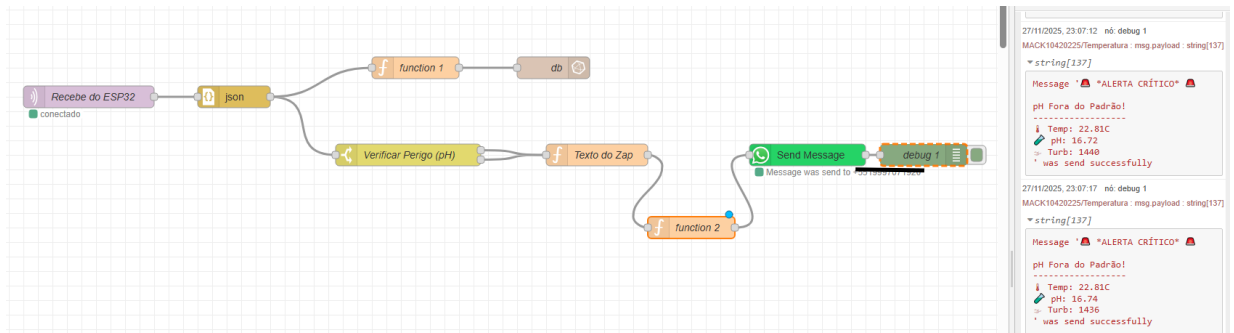 Recebe do ESP32
conectado
json
function 1
db
Verificar Perigo (pH)
Texto do Zap
function 2
Send Message
Message was send to
debug 1
27/11/2025, 23:07:12 nó: debug 1
MACK10420225/Temperatura : msg.payload : string[137]
string[137]
Message '🚨 *ALERTA CRÍTICO* 🚨
pH Fora do Padrão!
------------------
🌡 Temp: 22.81C
🧪 pH: 16.72
Turb: 1440
' was send successfully
27/11/2025, 23:07:17 nó: debug 1
MACK10420225/Temperatura : msg.payload : string[137]
string[137]
Message '🚨 *ALERTA CRÍTICO* 🚨
pH Fora do Padrão!
------------------
🌡 Temp: 22.81C
🧪 pH: 16.74
Turb: 1436
' was send successfully